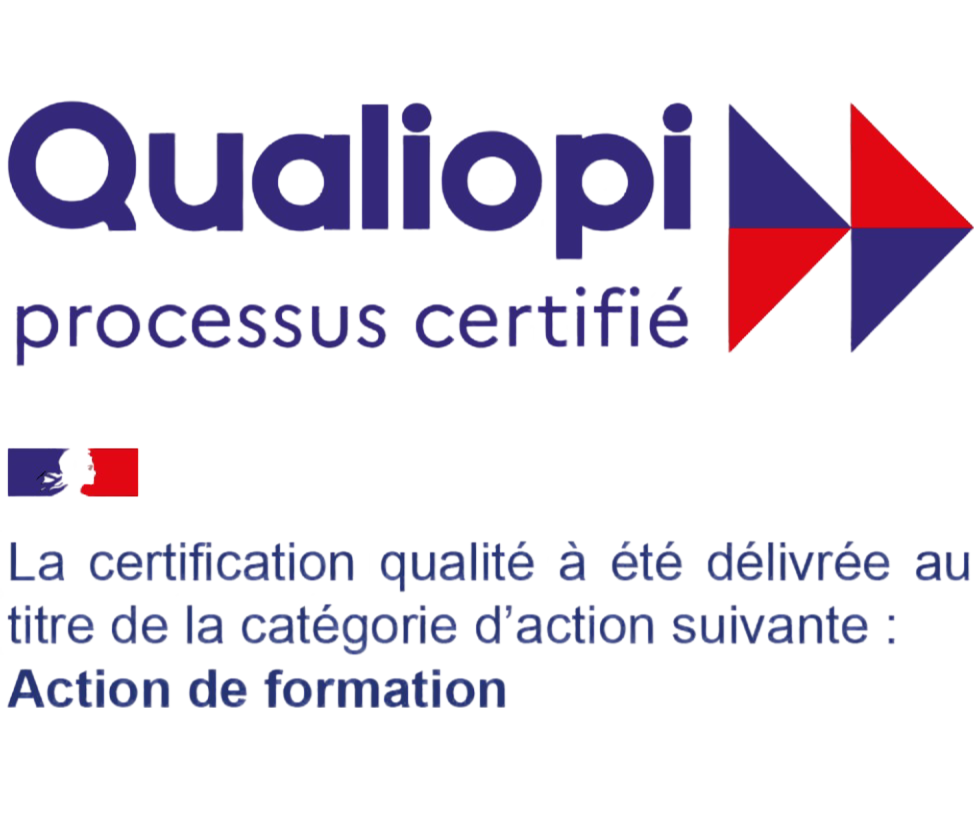 Qualiopi
processus certifié
La certification qualité à été délivrée au
titre de la catégorie d’action suivante :
Action de formation